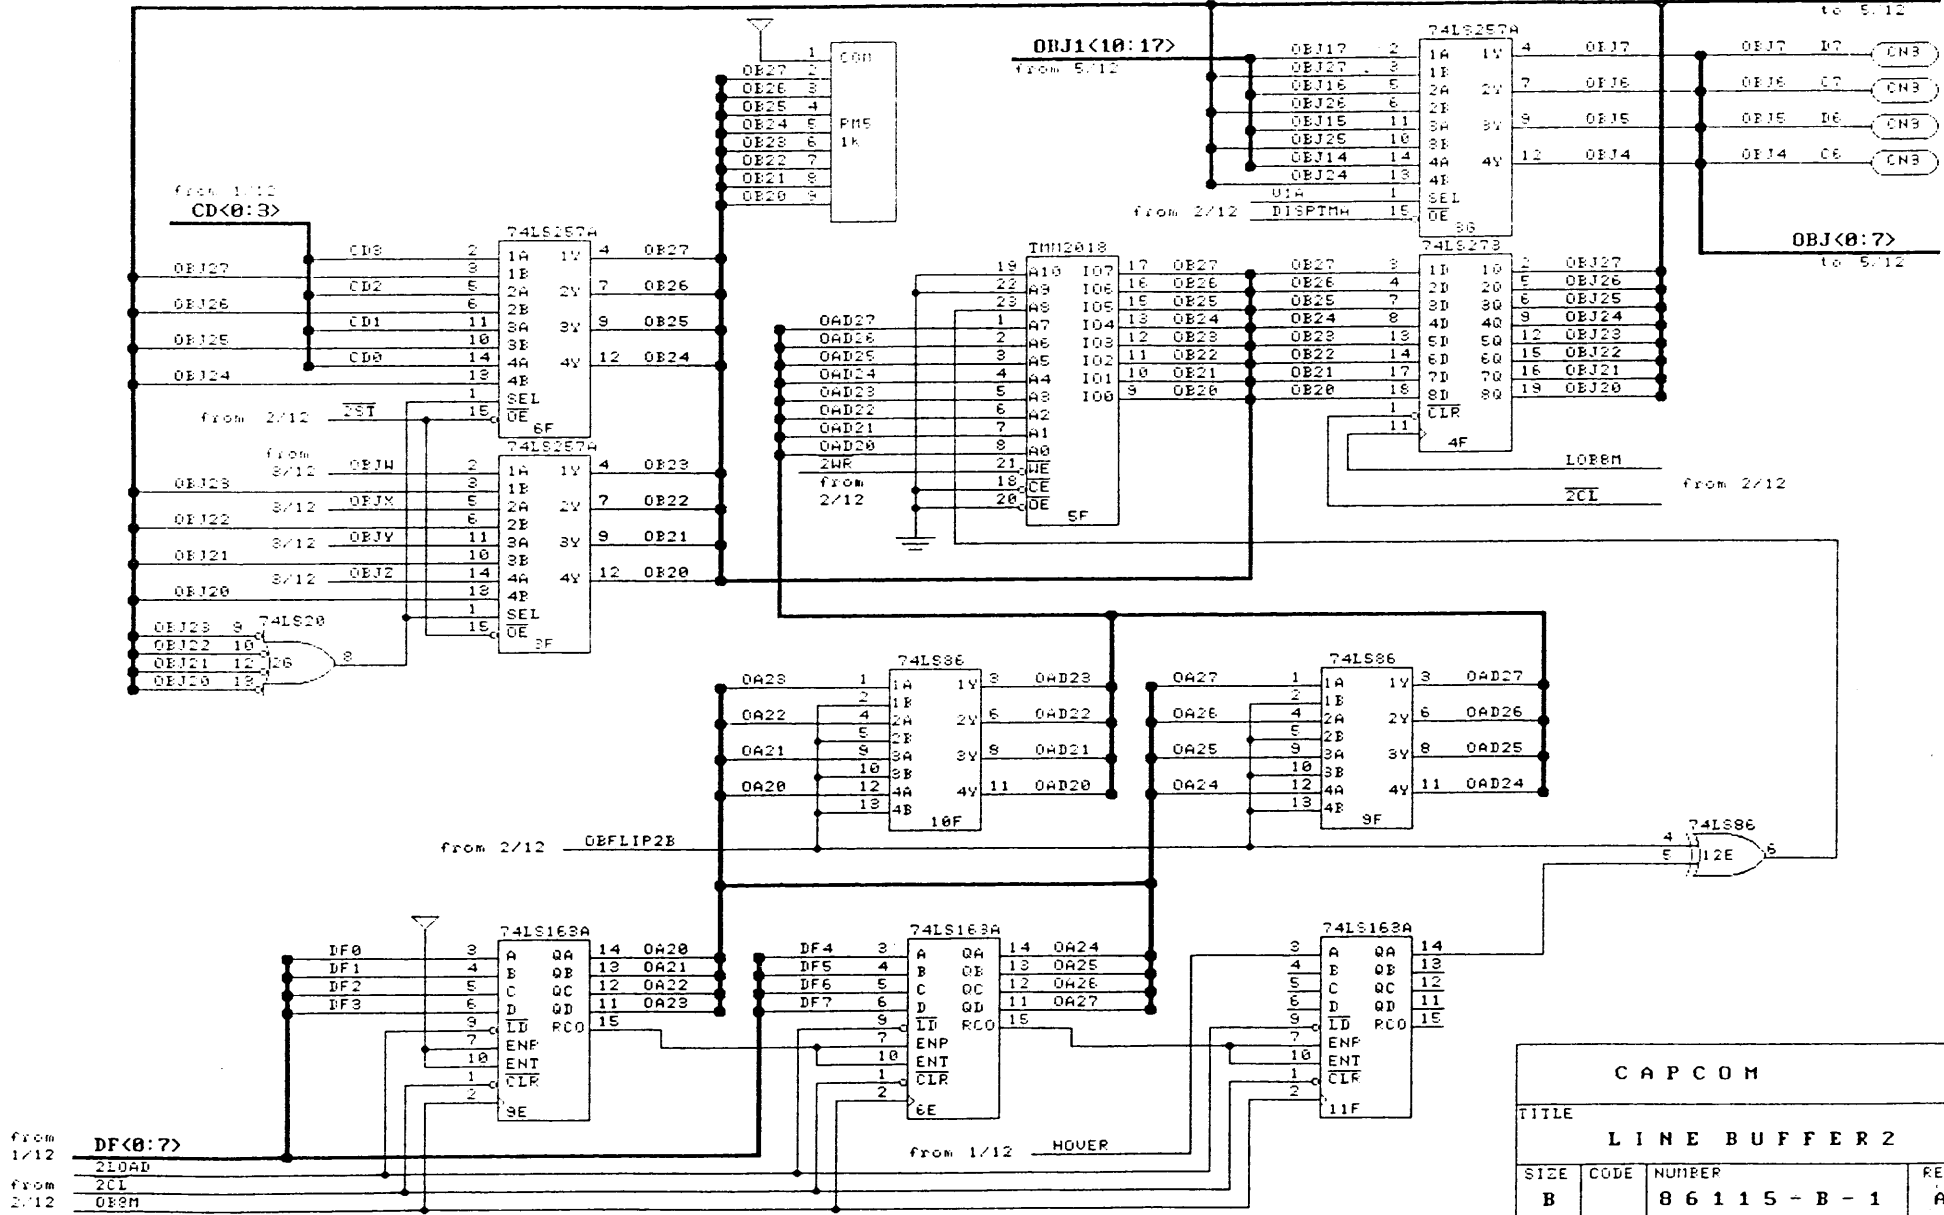 to 5/12
OBJ1<10:17>
from 5/12
74LS257A
OBJ17 2 1A 1Y 4 OBJ7 OBJ7 D7 CN3
OBJ27 3 1B
OBJ16 5 2A 2Y 7 OBJ6 OBJ6 C7 CN3
OBJ26 6 2B
OBJ15 11 3A 3Y 9 OBJ5 OBJ5 D6 CN3
OBJ25 10 3B
OBJ14 14 4A 4Y 12 OBJ4 OBJ4 C6 CN3
OBJ24 13 4B
V1A 1 SEL
from 2/12 DISPTMA 15 OE
3G
OBJ<0:7>
to 5/12
1 COM
OB27 2
OB26 3
OB25 4
OB24 5 RM5
OB23 6 1K
OB22 7
OB21 8
OB20 9
from 1/12
CD<0:3>
74LS257A
CD3 2 1A 1Y 4 OB27
OBJ27 3 1B
CD2 5 2A 2Y 7 OB26
OBJ26 6 2B
CD1 11 3A 3Y 9 OB25
OBJ25 10 3B
CD0 14 4A 4Y 12 OB24
OBJ24 13 4B
1 SEL
from 2/12 2ST 15 OE
6F
74LS257A
from 3/12 OBJW 2 1A 1Y 4 OB23
OBJ23 3 1B
3/12 OBJX 5 2A 2Y 7 OB22
OBJ22 6 2B
3/12 OBJY 11 3A 3Y 9 OB21
OBJ21 10 3B
3/12 OBJZ 14 4A 4Y 12 OB20
OBJ20 13 4B
1 SEL
15 OE
74LS20
OBJ23 9
OBJ22 10
OBJ21 12 2G 8
OBJ20 13
TMM2018
19 A10 IO7 17 OB27
22 A9 IO6 16 OB26
23 A8 IO5 15 OB25
OAD27 1 A7 IO4 13 OB24
OAD26 2 A6 IO3 12 OB23
OAD25 3 A5 IO2 11 OB22
OAD24 4 A4 IO1 10 OB21
OAD23 5 A3 IO0 9 OB20
OAD22 6 A2
OAD21 7 A1
OAD20 8 A0
2WR 21 WE
from 2/12
18 CE
20 OE
5F
74LS273
OB27 3 1D 1Q 2 OBJ27
OB26 4 2D 2Q 5 OBJ26
OB25 7 3D 3Q 6 OBJ25
OB24 8 4D 4Q 9 OBJ24
OB23 13 5D 5Q 12 OBJ23
OB22 14 6D 6Q 15 OBJ22
OB21 17 7D 7Q 16 OBJ21
OB20 18 8D 8Q 19 OBJ20
1 CLR
11
4F
LOB8M
2CL
from 2/12
74LS86
OA23 1 1A 1Y 3 OAD23
2 1B
OA22 4 2A 2Y 6 OAD22
5 2B
OA21 9 3A 3Y 8 OAD21
10 3B
OA20 12 4A 4Y 11 OAD20
13 4B
10F
74LS86
OA27 1 1A 1Y 3 OAD27
2 1B
OA26 4 2A 2Y 6 OAD26
5 2B
OA25 9 3A 3Y 8 OAD25
10 3B
OA24 12 4A 4Y 11 OAD24
13 4B
9F
from 2/12 OBFLIP2B
74LS86
4
5 12E 6
74LS163A
DF0 3 A QA 14 OA20
DF1 4 B QB 13 OA21
DF2 5 C QC 12 OA22
DF3 6 D QD 11 OA23
9 LD RCO 15
7 ENP
10 ENT
1 CLR
2
9E
74LS163A
DF4 3 A QA 14 OA24
DF5 4 B QB 13 OA25
DF6 5 C QC 12 OA26
DF7 6 D QD 11 OA27
9 LD RCO 15
7 ENP
10 ENT
1 CLR
2
6E
74LS163A
3 A QA 14
4 B QB 13
5 C QC 12
6 D QD 11
9 LD RCO 15
7 ENP
10 ENT
1 CLR
2
11F
from 1/12 HOVER
from 1/12 DF<0:7>
2LOAD
from 2/12 2CL
OB8M
CAPCOM
TITLE
LINE BUFFER2
SIZE CODE NUMBER RE
B 86115-B-1 A